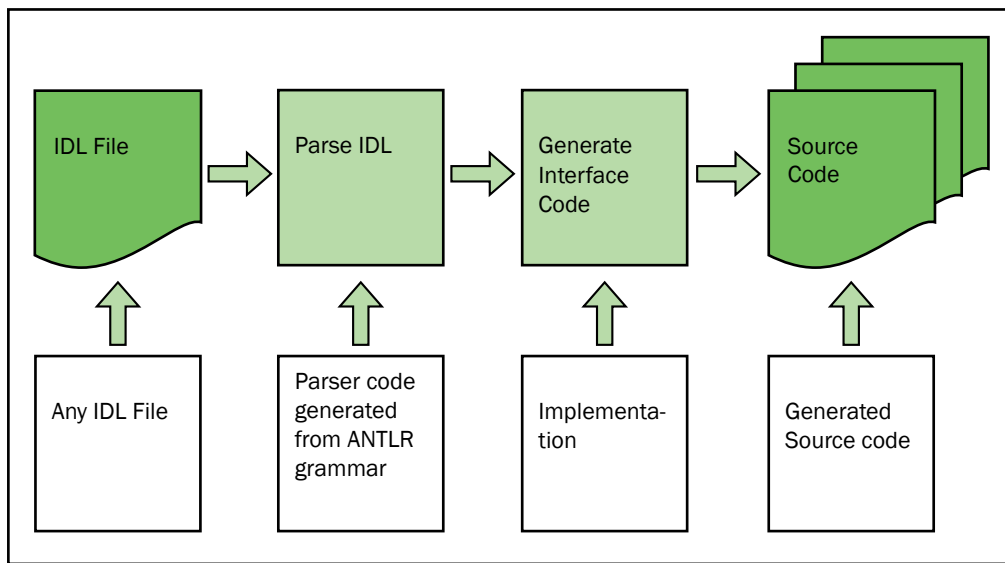 IDL File
Parse IDL
Generate
Interface
Code
Source
Code
Any IDL File
Parser code
generated
from ANTLR
grammar
Implementa-
tion
Generated
Source code